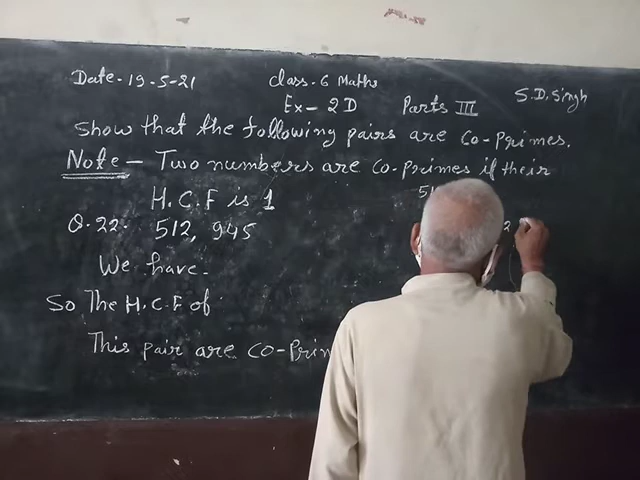 Date-19-5-21 Class-6 Maths S.D.Singh
Ex-2D Parts III
Show that the following pairs are co-primes.
Note- Two numbers are co-primes if their
H.C.F is 1
Q.22. 512, 945
We have-
So The H.C.F of
This pair are co-prim